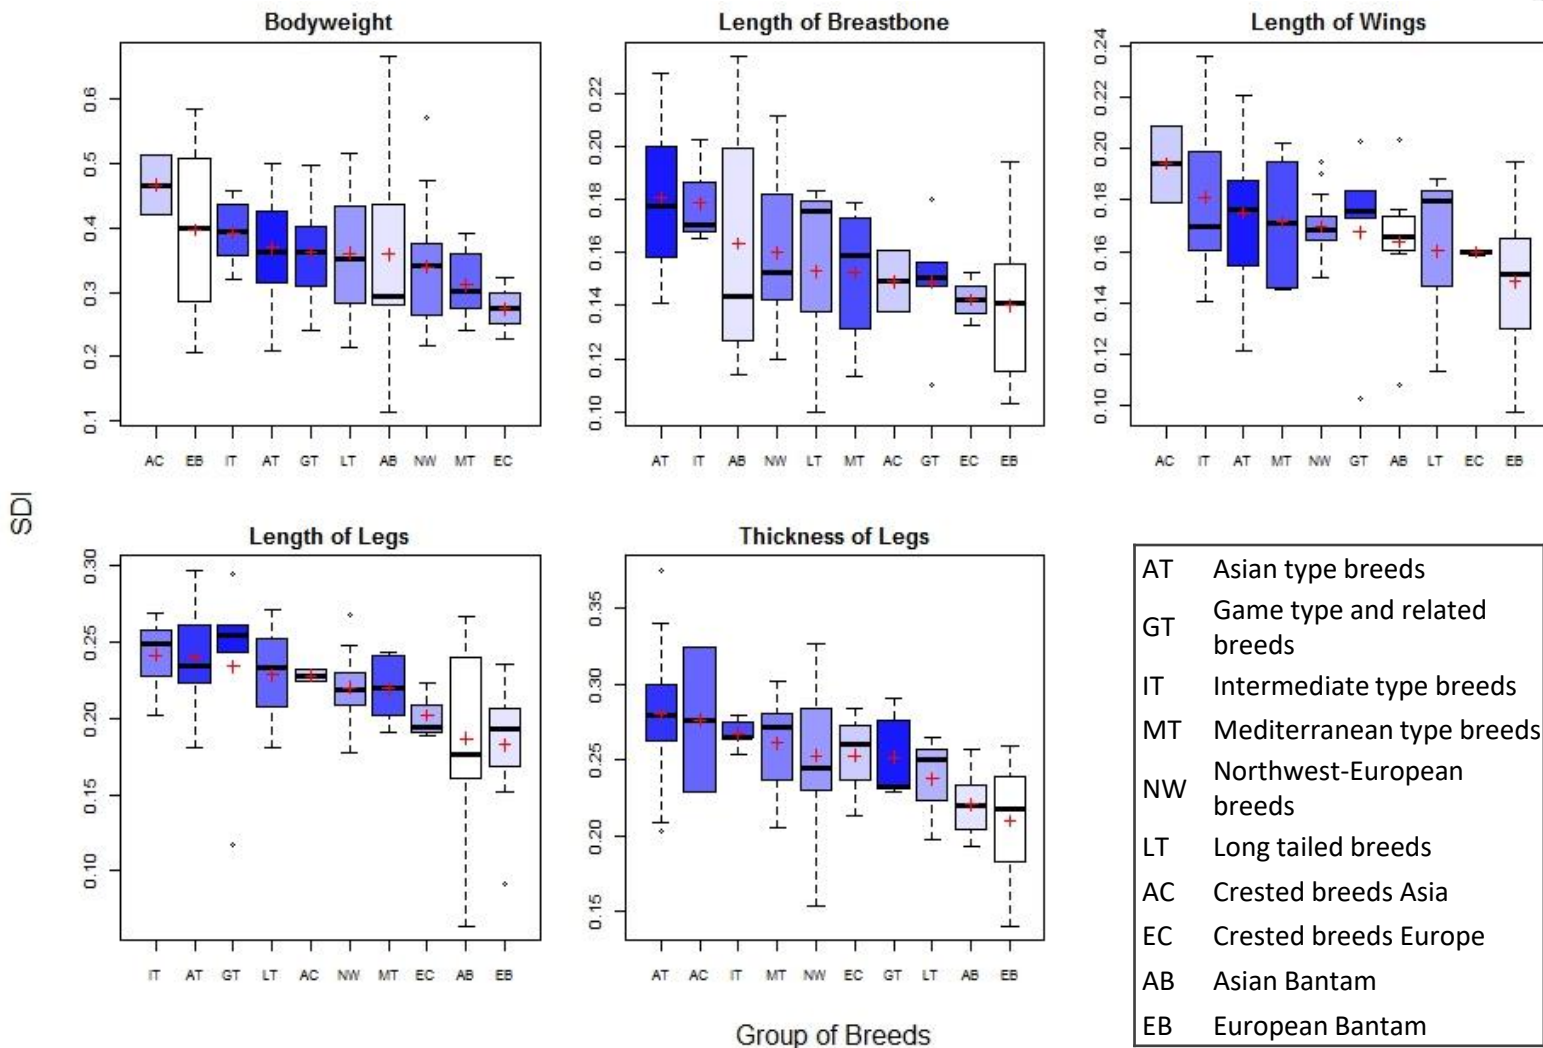 Bodyweight
0.1
0.2
0.3
0.4
0.5
0.6
AC EB IT AT GT LT AB NW MT EC
Length of Breastbone
0.10
0.12
0.14
0.16
0.18
0.20
0.22
AT IT AB NW LT MT AC GT EC EB
Length of Wings
0.10
0.12
0.14
0.16
0.18
0.20
0.22
0.24
AC IT AT MT NW GT AB LT EC EB
SDI
Length of Legs
0.10
0.15
0.20
0.25
0.30
IT AT GT LT AC NW MT EC AB EB
Thickness of Legs
0.15
0.20
0.25
0.30
0.35
AT AC IT MT NW EC GT LT AB EB
AT Asian type breeds
GT Game type and related
breeds
IT Intermediate type breeds
MT Mediterranean type breeds
NW Northwest-European
breeds
LT Long tailed breeds
AC Crested breeds Asia
EC Crested breeds Europe
AB Asian Bantam
EB European Bantam
Group of Breeds